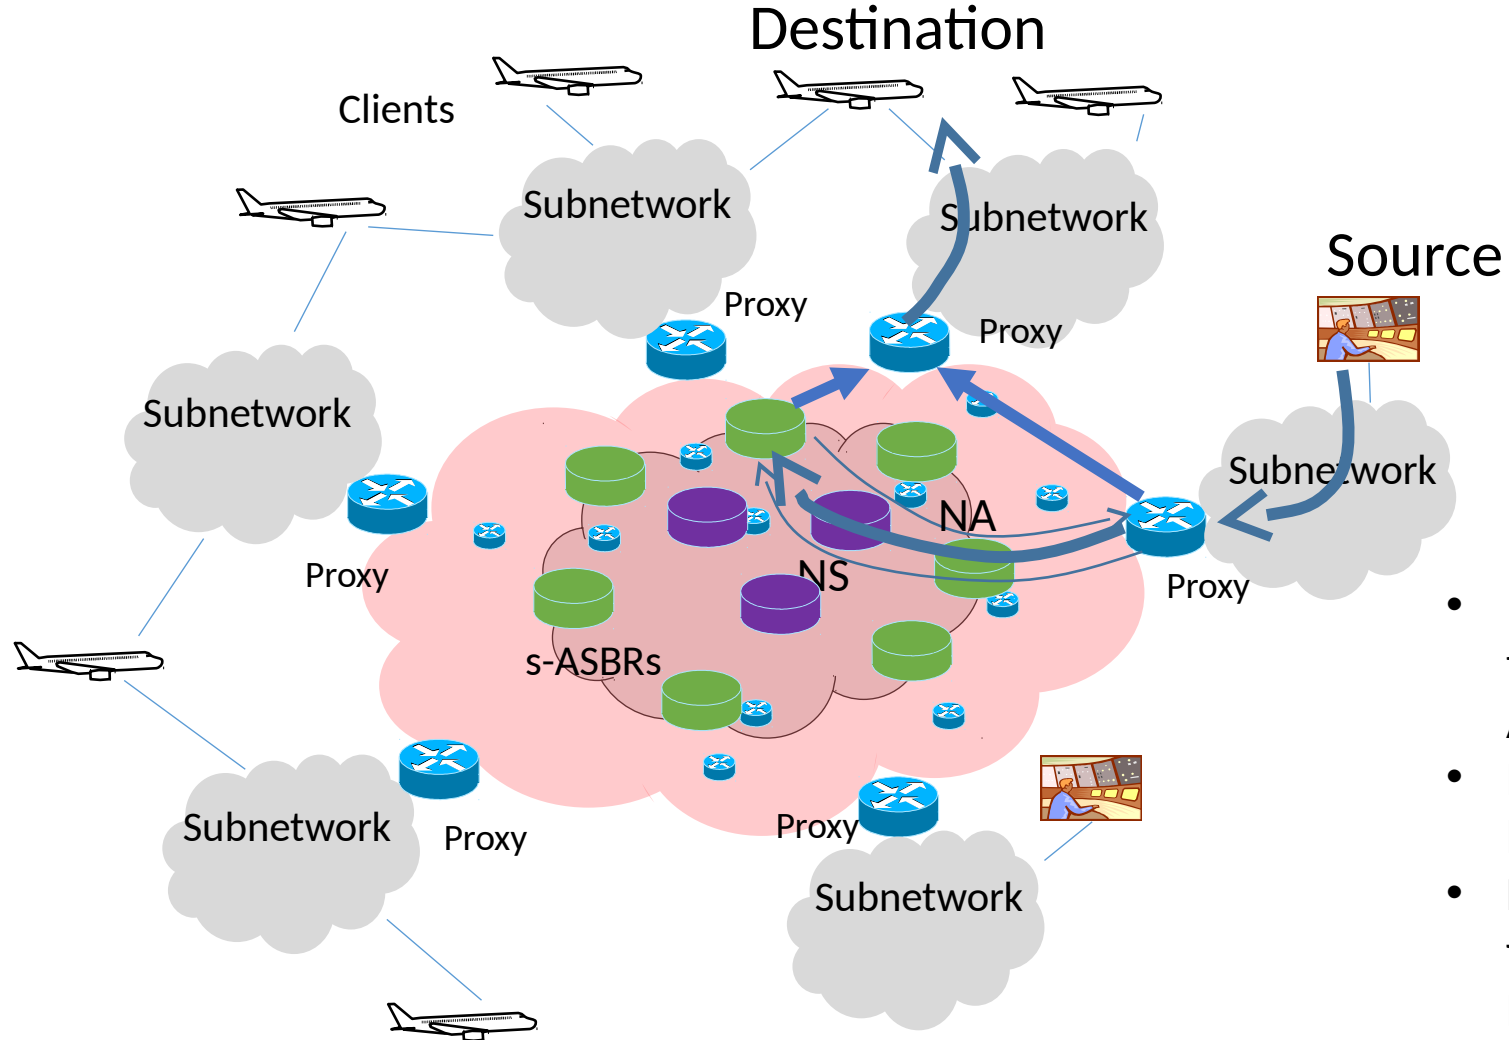 Destination
Clients
Subnetwork
Subnetwork
Source
Proxy
Proxy
Subnetwork
Subnetwork
NA
Proxy
NS
Proxy
s-ASBRs
Subnetwork
Proxy
Proxy
Subnetwork